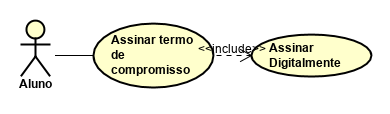 Assinar termo
de
compromisso
<<include>>
Assinar
Digitalmente
Aluno